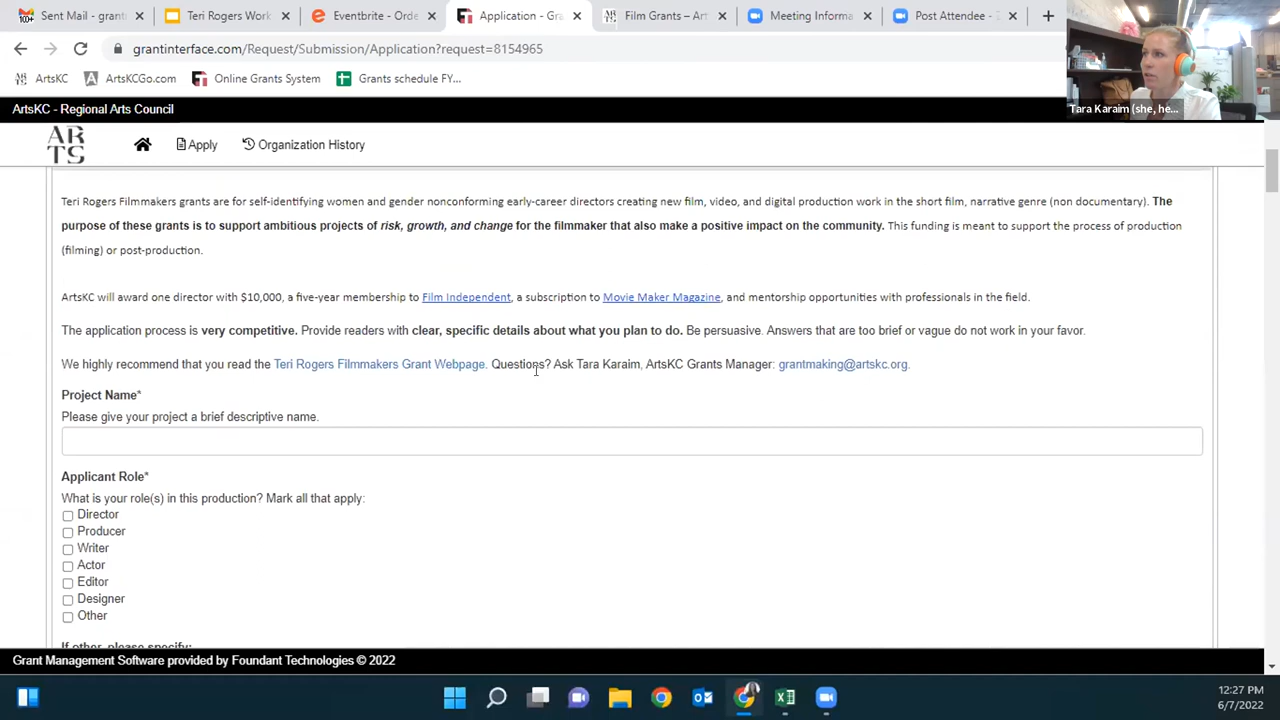 Sent Mail - grant
Teri Rogers Work
Eventbrite - Orde
Application - Gra
Film Grants – Art
Meeting Informa
Post Attendee - Z
grantinterface.com/Request/Submission/Application?request=8154965
ArtsKC
ArtsKCGo.com
Online Grants System
Grants schedule FY...
Tara Karaim (she, he...
ArtsKC - Regional Arts Council
AR
TS
Apply
Organization History
Teri Rogers Filmmakers grants are for self-identifying women and gender nonconforming early-career directors creating new film, video, and digital production work in the short film, narrative genre (non documentary). The
purpose of these grants is to support ambitious projects of risk, growth, and change for the filmmaker that also make a positive impact on the community. This funding is meant to support the process of production
(filming) or post-production.
ArtsKC will award one director with $10,000, a five-year membership to Film Independent, a subscription to Movie Maker Magazine, and mentorship opportunities with professionals in the field.
The application process is very competitive. Provide readers with clear, specific details about what you plan to do. Be persuasive. Answers that are too brief or vague do not work in your favor.
We highly recommend that you read the Teri Rogers Filmmakers Grant Webpage. Questions? Ask Tara Karaim, ArtsKC Grants Manager: grantmaking@artskc.org.
Project Name*
Please give your project a brief descriptive name.
Applicant Role*
What is your role(s) in this production? Mark all that apply:
Director
Producer
Writer
Actor
Editor
Designer
Other
If other, please specify:
Grant Management Software provided by Foundant Technologies © 2022
12:27 PM
6/7/2022